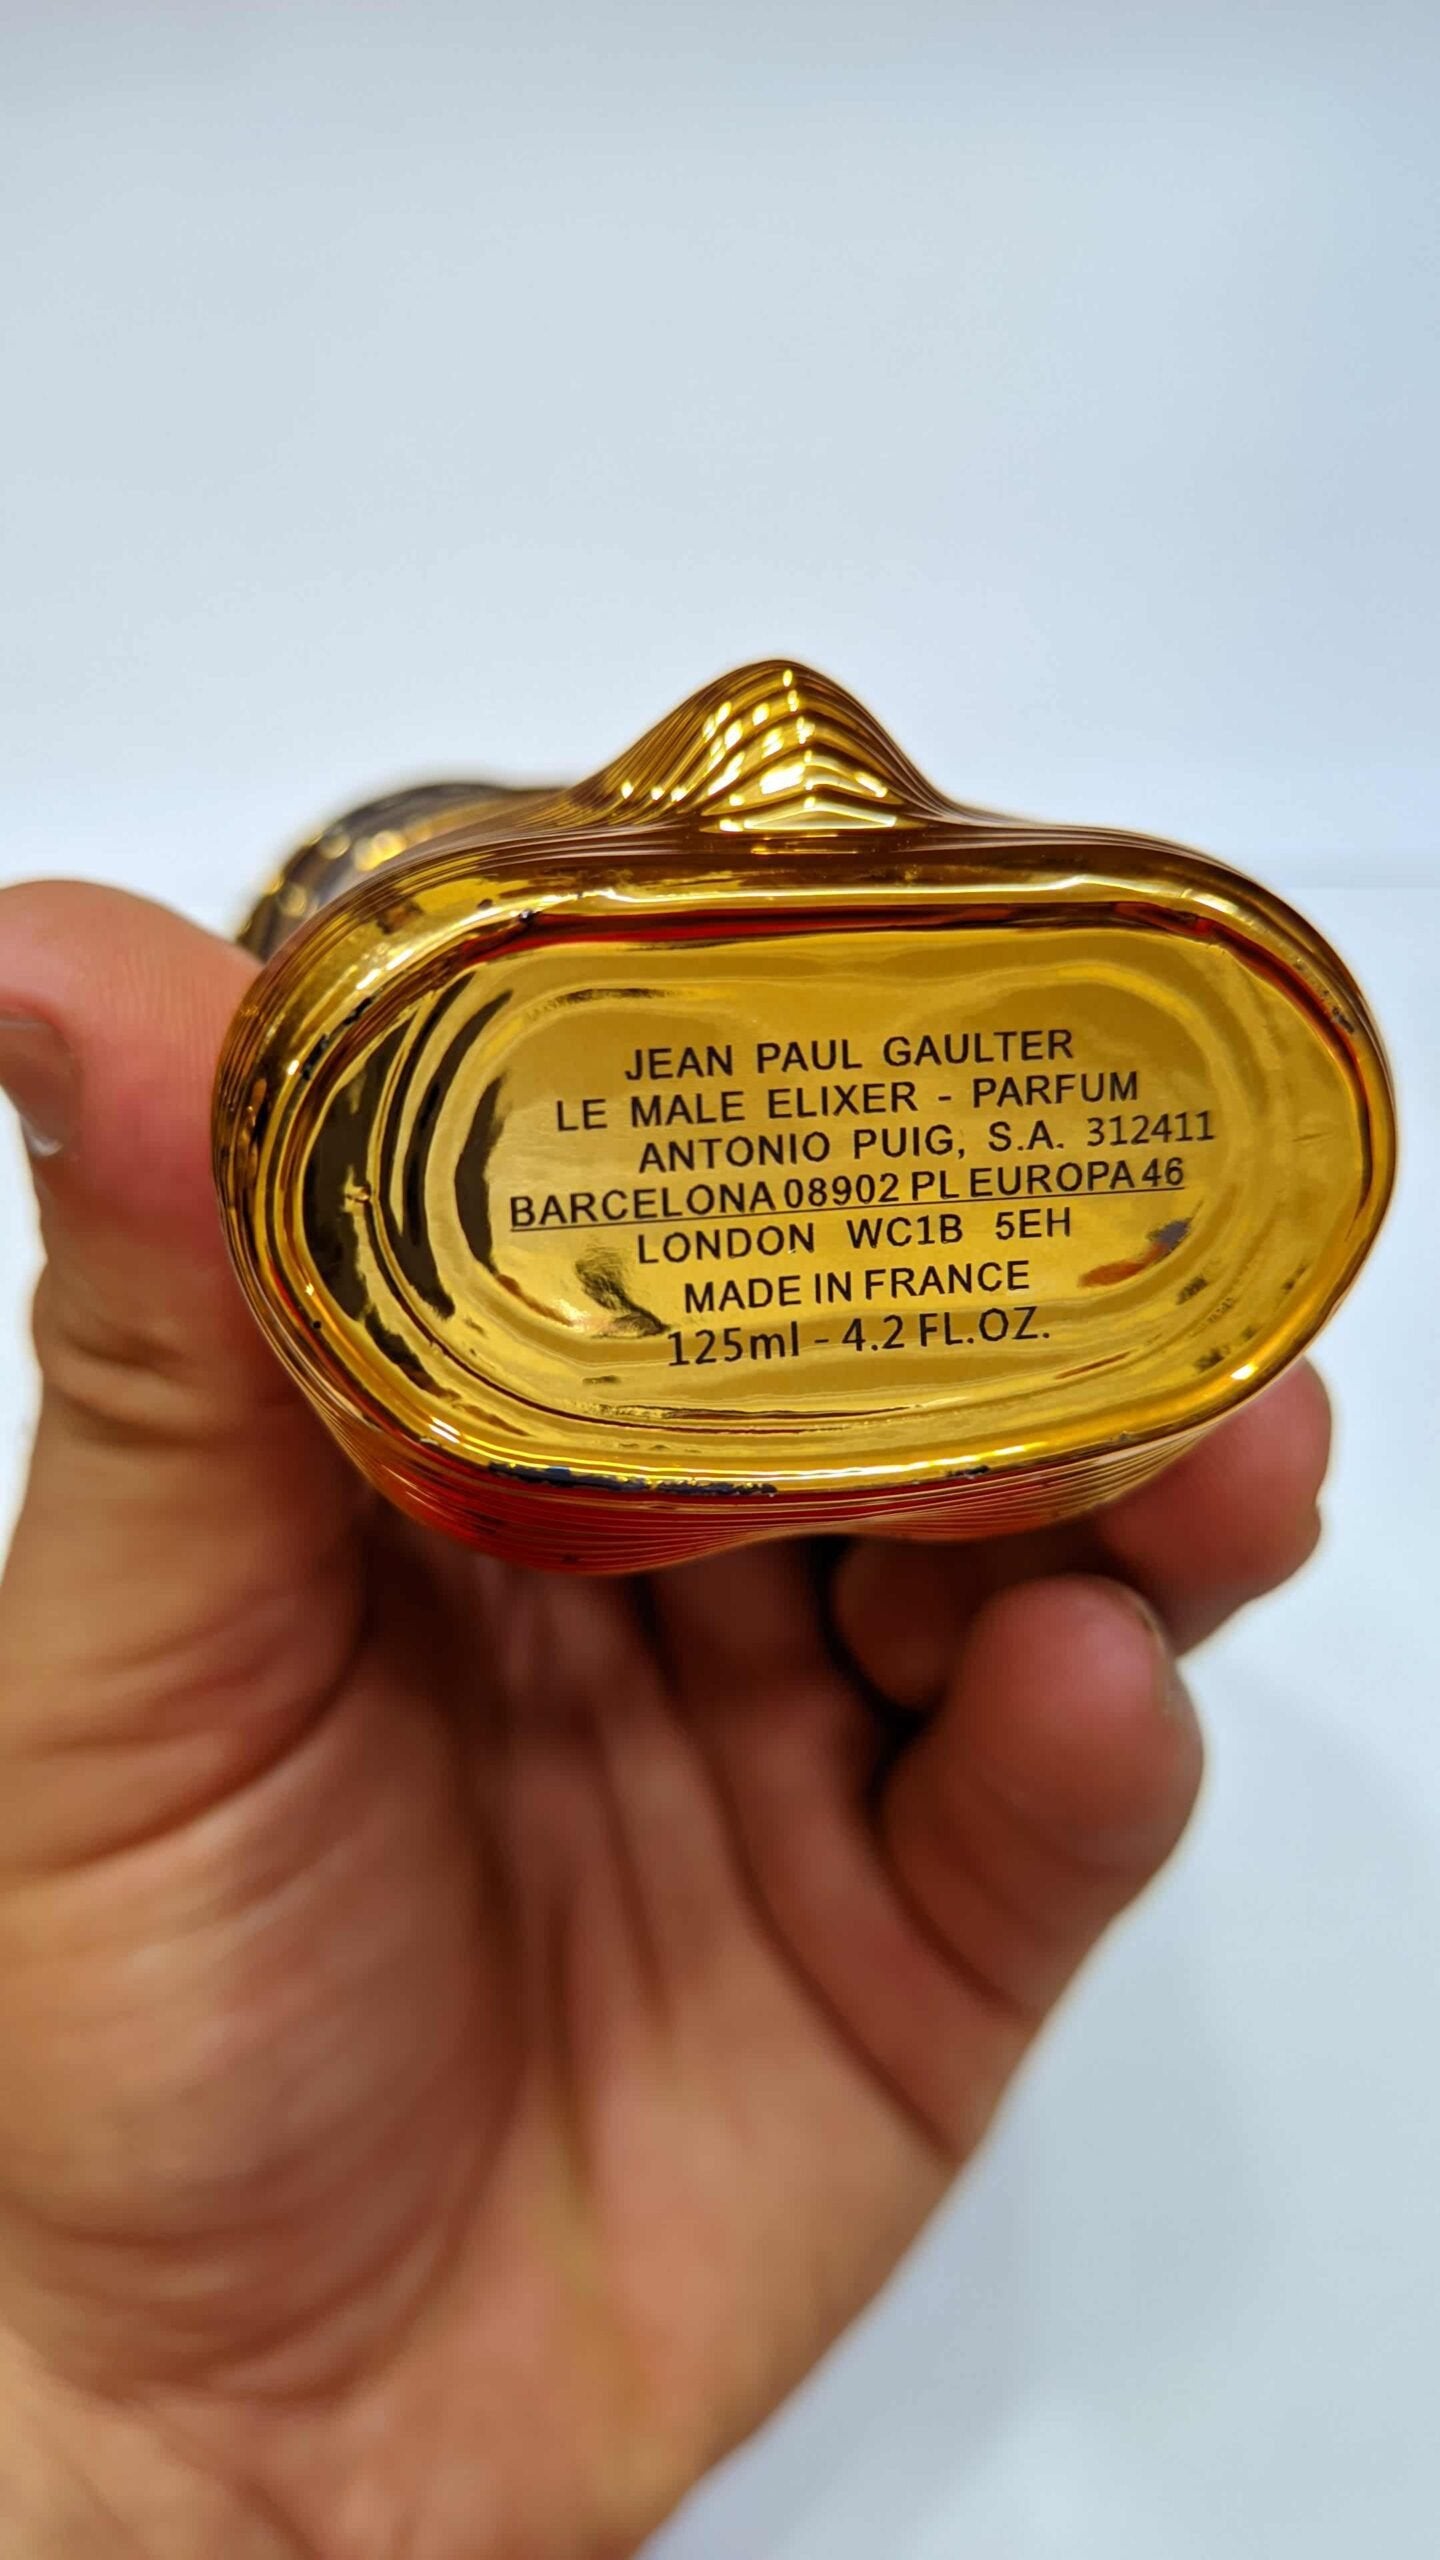 JEAN PAUL GAULTER
LE MALE ELIXER - PARFUM
ANTONIO PUIG, S.A. 312411
BARCELONA 08902 PL EUROPA 46
LONDON WC1B 5EH
MADE IN FRANCE
125ml - 4.2 FL.OZ.